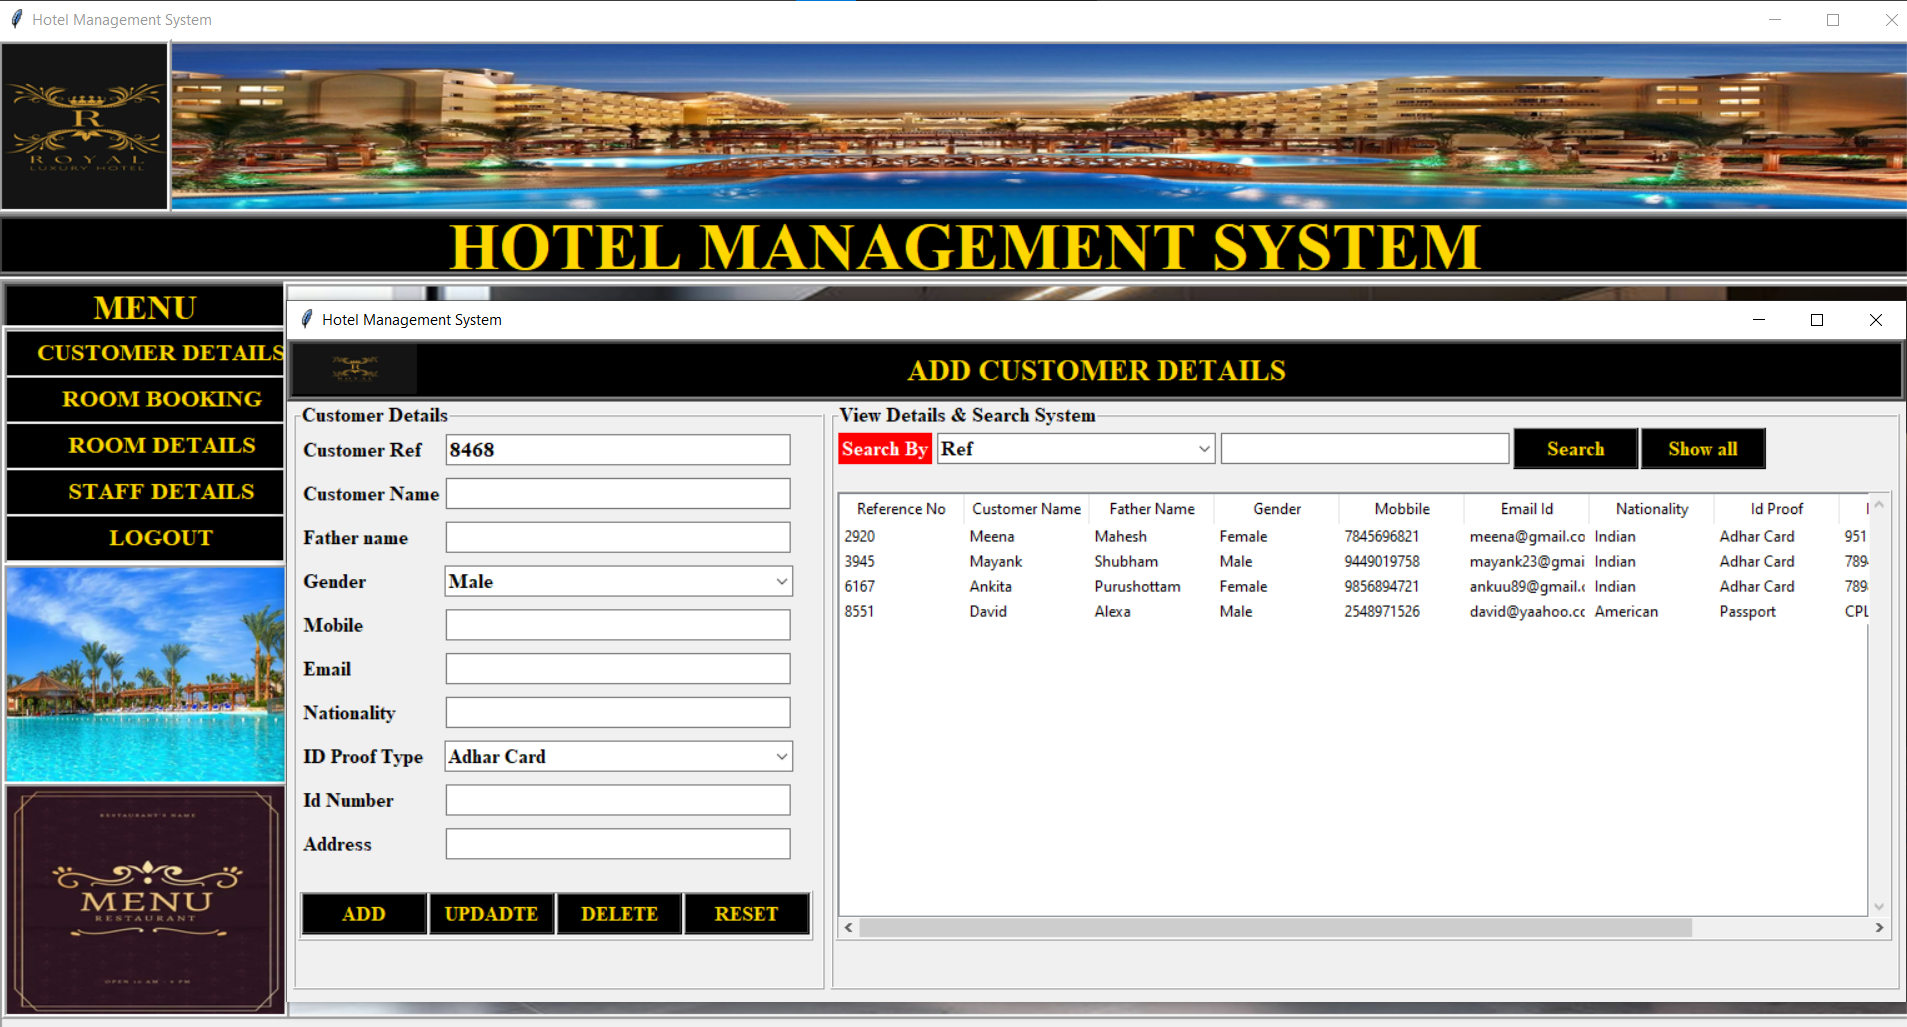 Hotel Management System
R
ROYAL
LUXURY HOTEL
HOTEL MANAGEMENT SYSTEM
MENU
CUSTOMER DETAILS
ROOM BOOKING
ROOM DETAILS
STAFF DETAILS
LOGOUT
RESTAURANT'S NAME
MENU
RESTAURANT
OPEN 10 AM - 9 PM
Hotel Management System
R
ROYAL
ADD CUSTOMER DETAILS
Customer Details
Customer Ref 8468
Customer Name
Father name
Gender Male
Mobile
Email
Nationality
ID Proof Type Adhar Card
Id Number
Address
ADD UPDADTE DELETE RESET
View Details & Search System
Search By Ref Search Show all
Reference No Customer Name Father Name Gender Mobbile Email Id Nationality Id Proof
2920 Meena Mahesh Female 7845696821 meena@gmail.co Indian Adhar Card 951
3945 Mayank Shubham Male 9449019758 mayank23@gmai Indian Adhar Card 789
6167 Ankita Purushottam Female 9856894721 ankuu89@gmail.c Indian Adhar Card 789
8551 David Alexa Male 2548971526 david@yaahoo.cc American Passport CPL